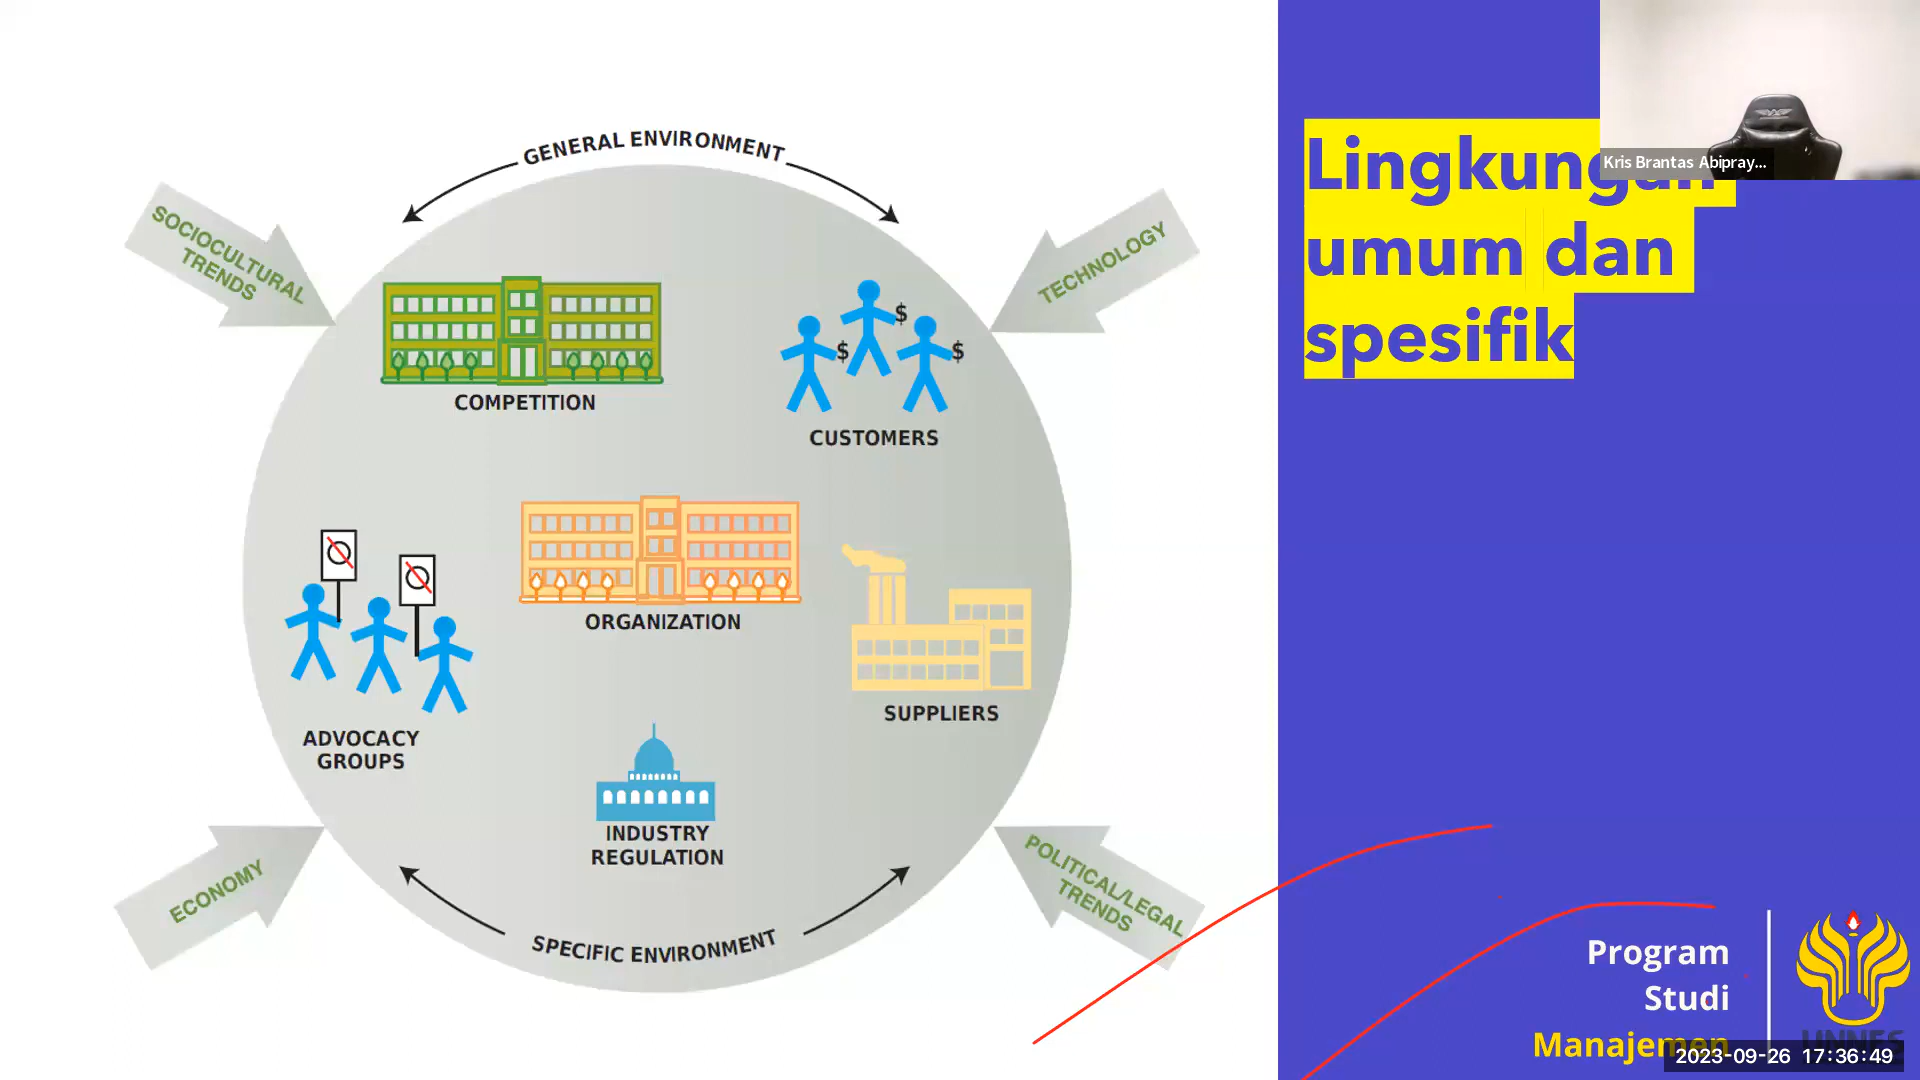 GENERAL ENVIRONMENT
SOCIOCULTURAL
TRENDS
TECHNOLOGY
$
$
$
COMPETITION
CUSTOMERS
ORGANIZATION
SUPPLIERS
ADVOCACY
GROUPS
INDUSTRY
REGULATION
ECONOMY
POLITICAL/LEGAL
TRENDS
SPECIFIC ENVIRONMENT
Kris Brantas Abipray...
Lingkungan
umum dan
spesifik
Program
Studi
Manajemen
UNNES
2023-09-26 17:36:49